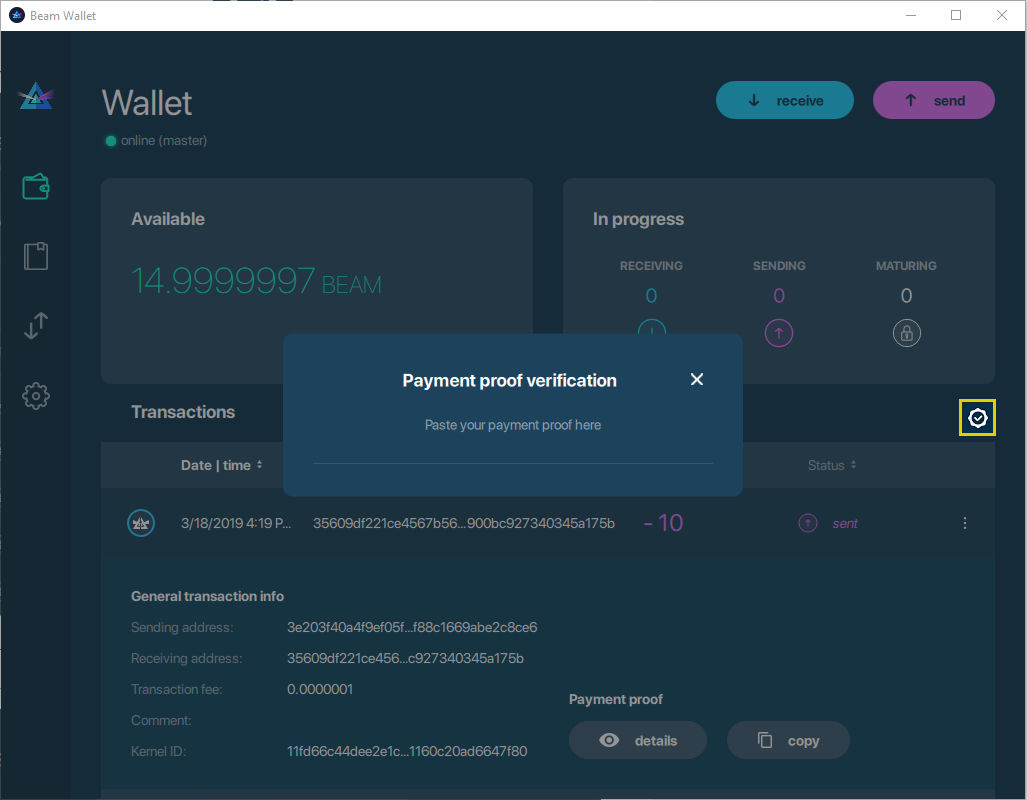 Beam Wallet
Wallet
receive
send
online (master)
Available
14.9999997 BEAM
In progress
RECEIVING
SENDING
MATURING
0
0
0
Payment proof verification
Paste your payment proof here
Transactions
Date | time
Status
3/18/2019 4:19 P...
35609df221ce4567b56...900bc927340345a175b
- 10
sent
General transaction info
Sending address: 3e203f40a4f9ef05f...f88c1669abe2c8ce6
Receiving address: 35609df221ce456...c927340345a175b
Transaction fee: 0.0000001
Comment:
Kernel ID: 11fd66c44dee2e1c...1160c20ad6647f80
Payment proof
details
copy